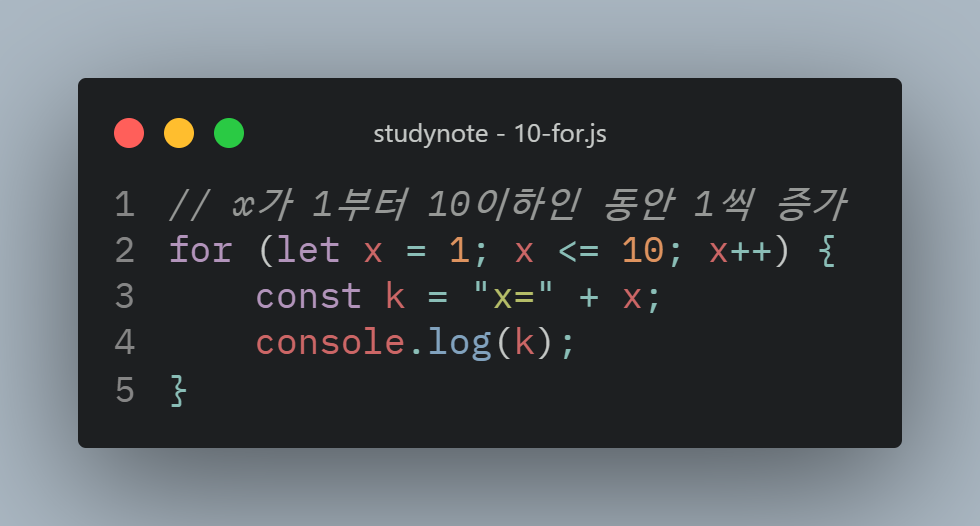 studynote - 10-for.js
1 // x가 1부터 10이하인 동안 1씩 증가
2 for (let x = 1; x <= 10; x++) {
3     const k = "x=" + x;
4     console.log(k);
5 }